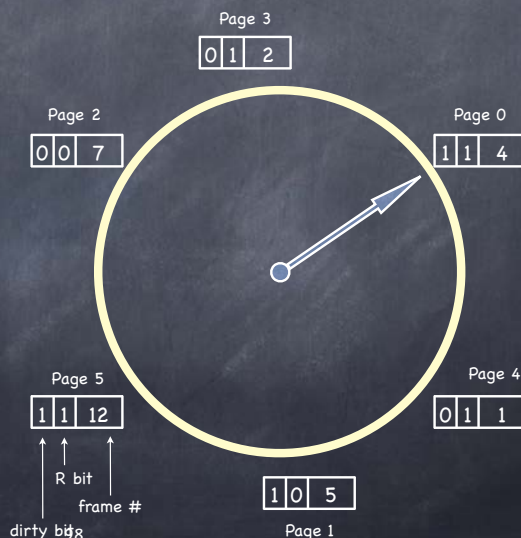 Page 3
0 1 2
Page 2
0 0 7
Page 0
1 1 4
Page 5
1 1 12
Page 4
0 1 1
R bit
frame #
1 0 5
dirty bit
Page 1